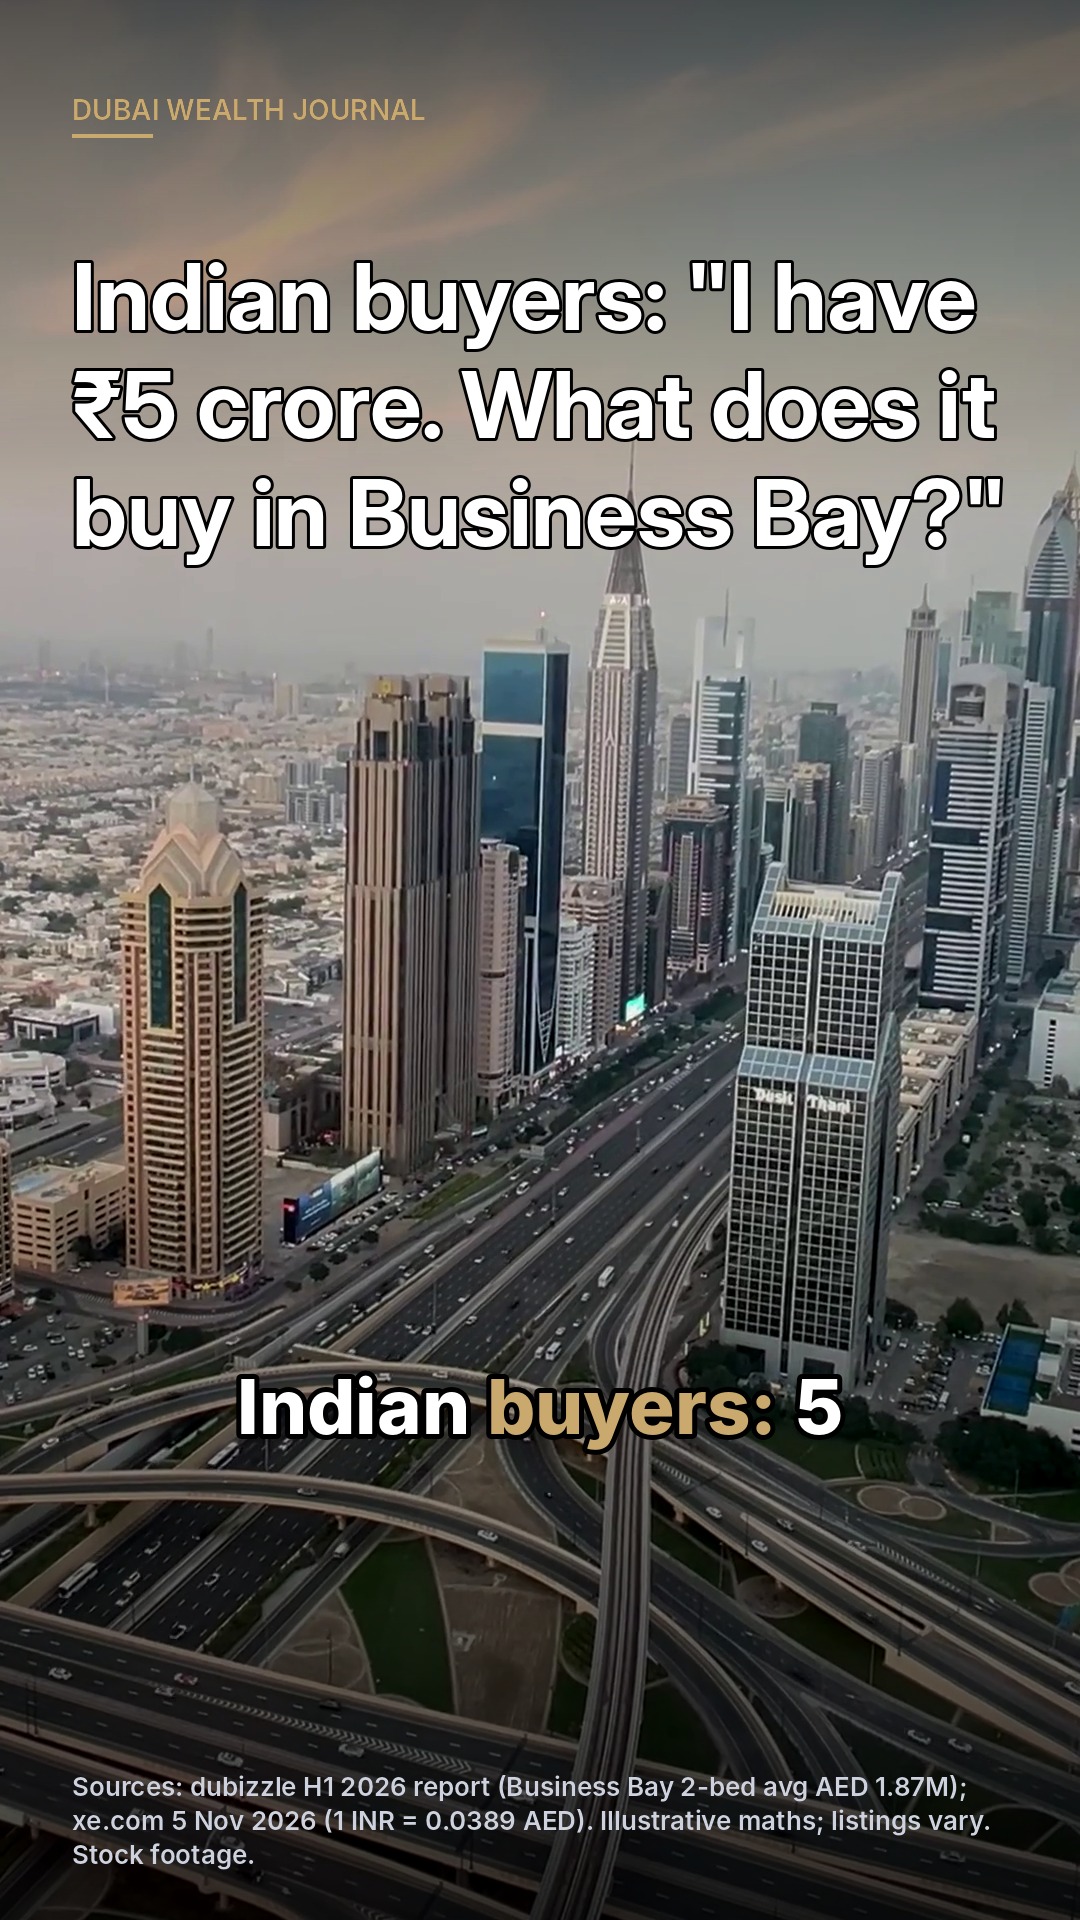 DUBAI WEALTH JOURNAL
Indian buyers: "I have
₹5 crore. What does it
buy in Business Bay?"
Dusit Thani
Indian buyers: 5
Sources: dubizzle H1 2026 report (Business Bay 2-bed avg AED 1.87M);
xe.com 5 Nov 2026 (1 INR = 0.0389 AED). Illustrative maths; listings vary.
Stock footage.